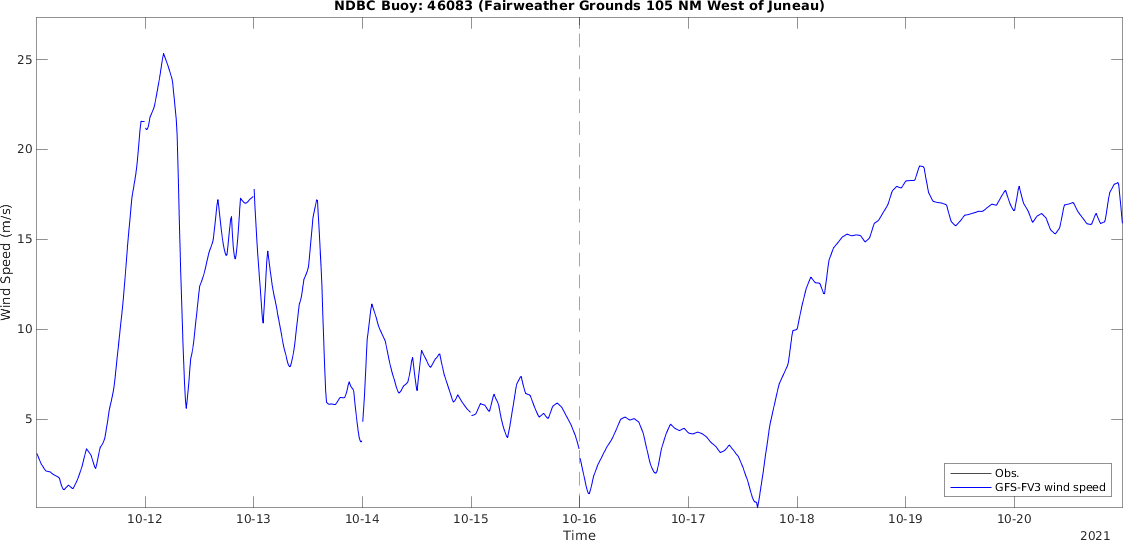 NDBC Buoy: 46083 (Fairweather Grounds 105 NM West of Juneau)
25
20
15
10
5
Wind Speed (m/s)
10-12 10-13 10-14 10-15 10-16 10-17 10-18 10-19 10-20
Time
2021
Obs.
GFS-FV3 wind speed